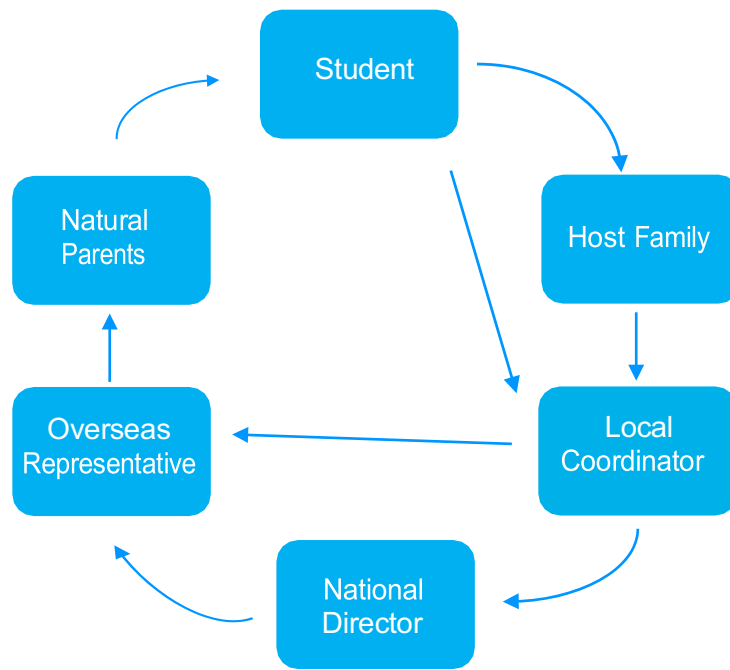 Student
Host Family
Local
Coordinator
National
Director
Overseas
Representative
Natural
Parents